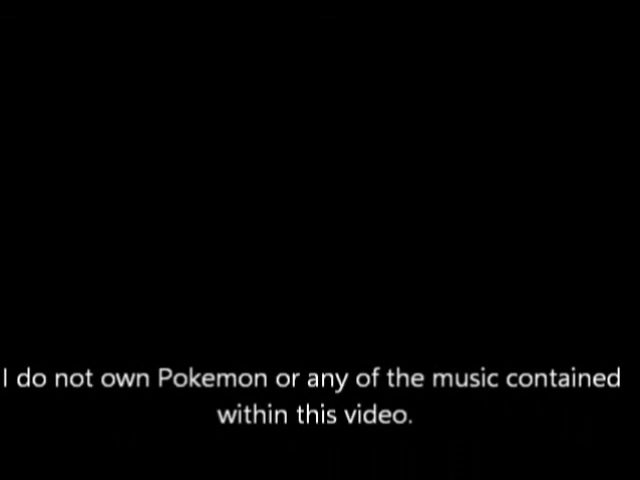 I do not own Pokemon or any of the music contained
within this video.